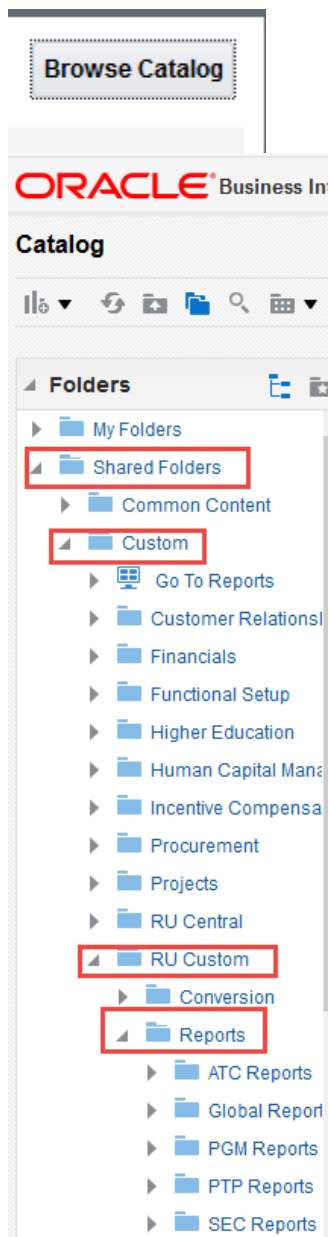 Browse Catalog
ORACLE Business Int
Catalog
Folders
My Folders
Shared Folders
Common Content
Custom
Go To Reports
Customer Relationsl
Financials
Functional Setup
Higher Education
Human Capital Mana
Incentive Compensa
Procurement
Projects
RU Central
RU Custom
Conversion
Reports
ATC Reports
Global Report
PGM Reports
PTP Reports
SEC Reports